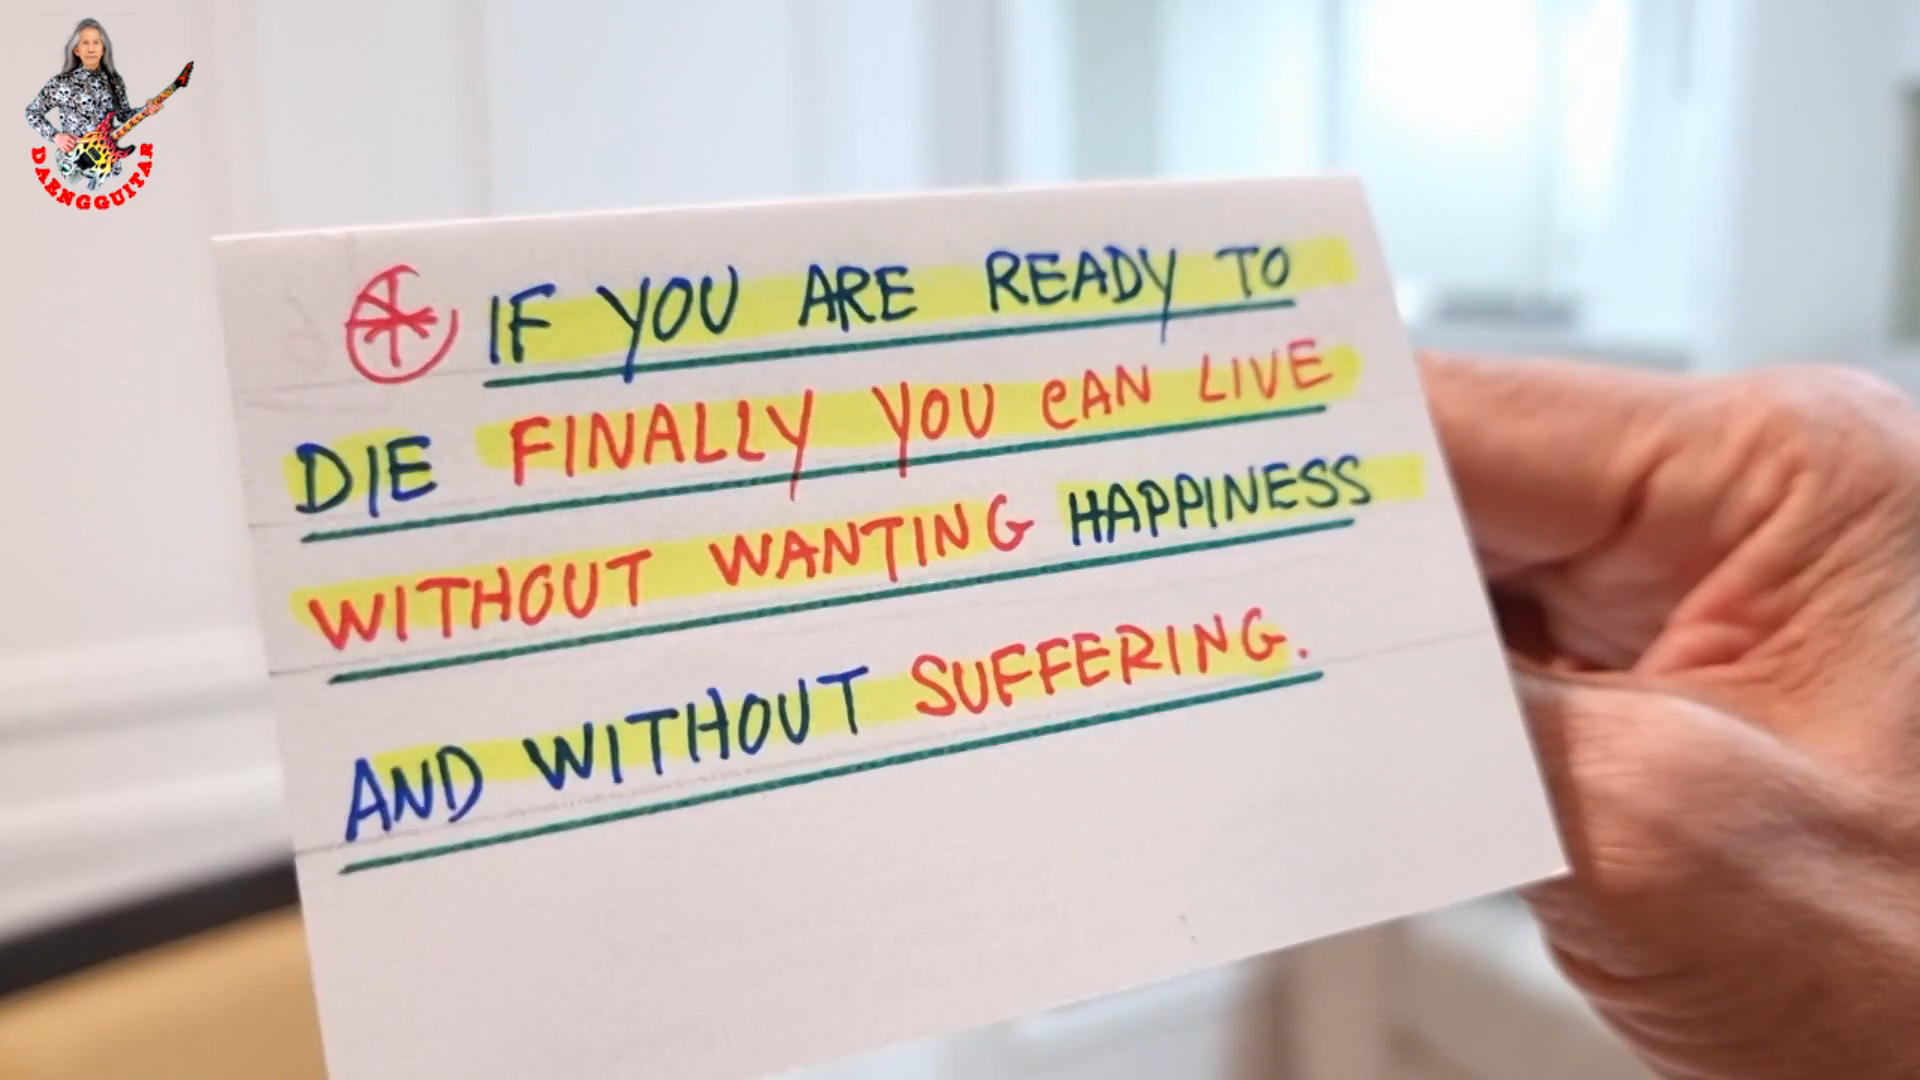 DAENGGUITAR
IF YOU ARE READY TO
DIE FINALLY YOU CAN LIVE
WITHOUT WANTING HAPPINESS
AND WITHOUT SUFFERING.